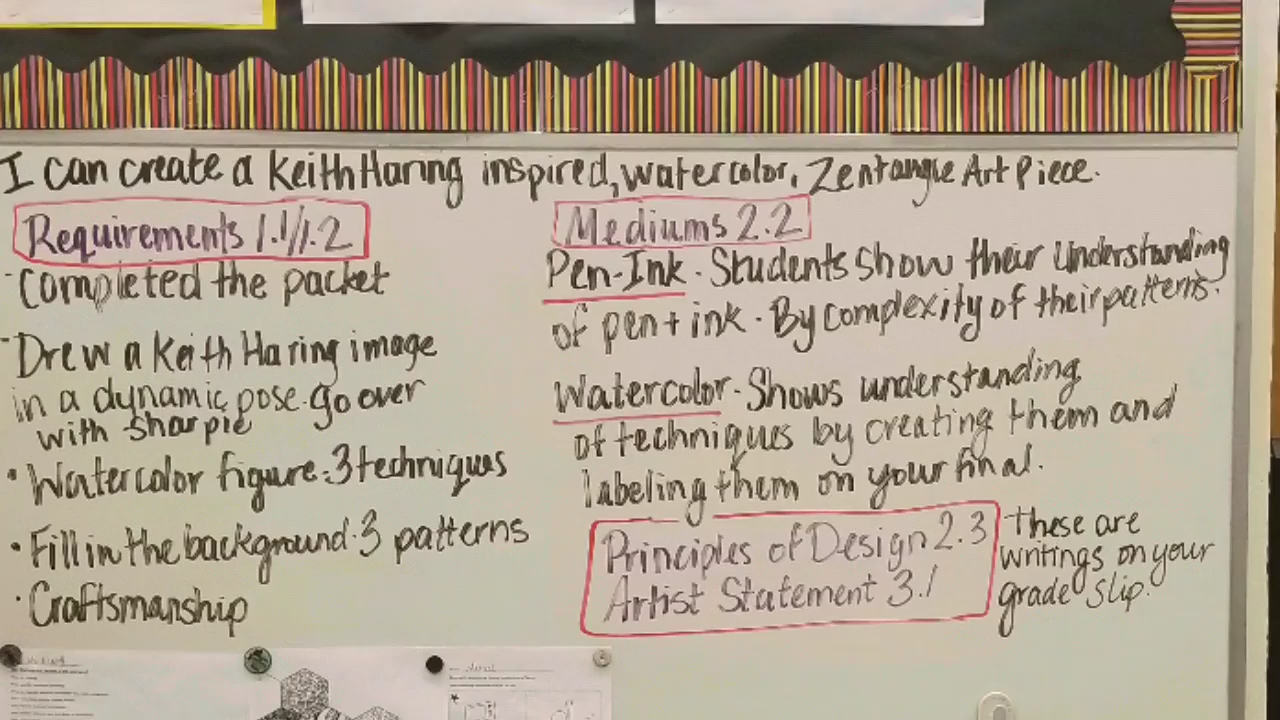 I can create a Keith Haring inspired, watercolor, Zentangle Art Piece.
Requirements 1.1/1.2
- Completed the packet
- Drew a Keith Haring image
in a dynamic pose. go over
with sharpie
• Watercolor figure. 3 techniques
• Fill in the background. 3 patterns
• Craftsmanship
Mediums 2.2
Pen-Ink - Students show their understanding
of pen + ink. By complexity of their patterns.
Watercolor - Shows understanding
of techniques by creating them and
labeling them on your final.
Principles of Design 2.3
Artist Statement 3.1
These are
writings on your
grade slip.